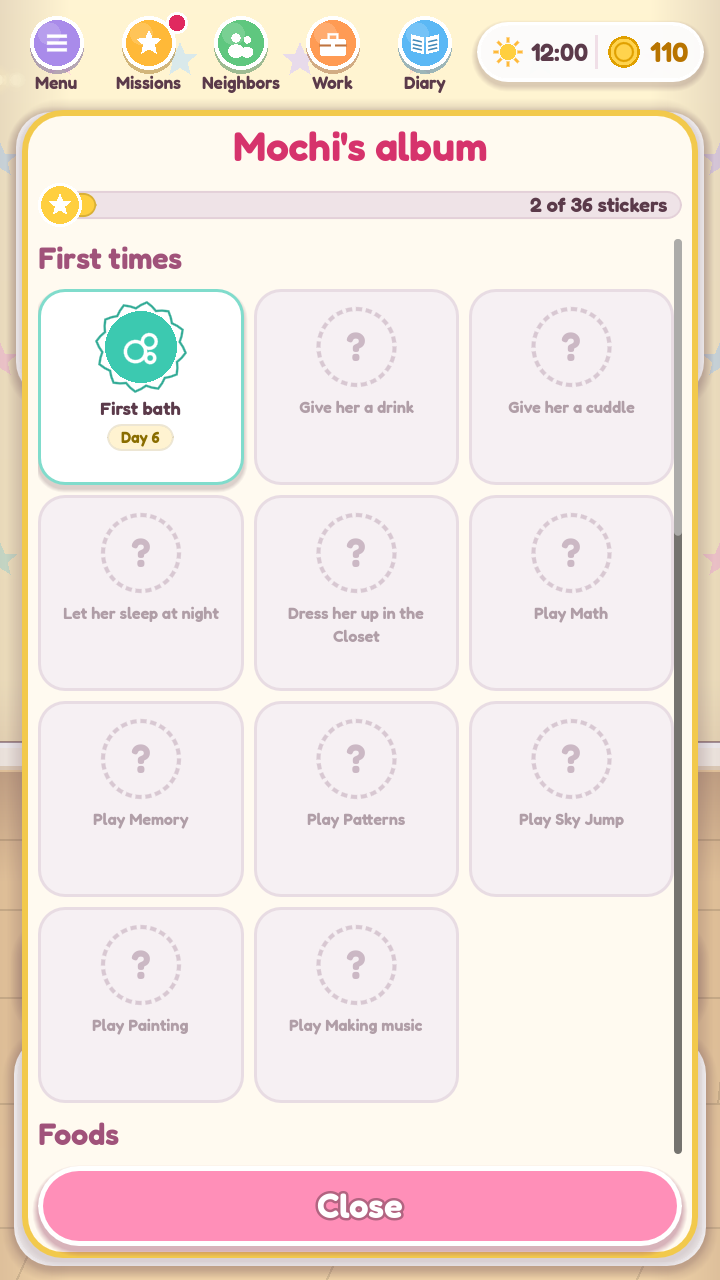 Menu
Missions
Neighbors
Work
Diary
12:00
110
Mochi's album
2 of 36 stickers
First times
?
?
First bath
Give her a drink
Give her a cuddle
Day 6
?
?
?
Let her sleep at night
Dress her up in the
Closet
Play Math
?
?
?
Play Memory
Play Patterns
Play Sky Jump
?
?
Play Painting
Play Making music
Foods
Close